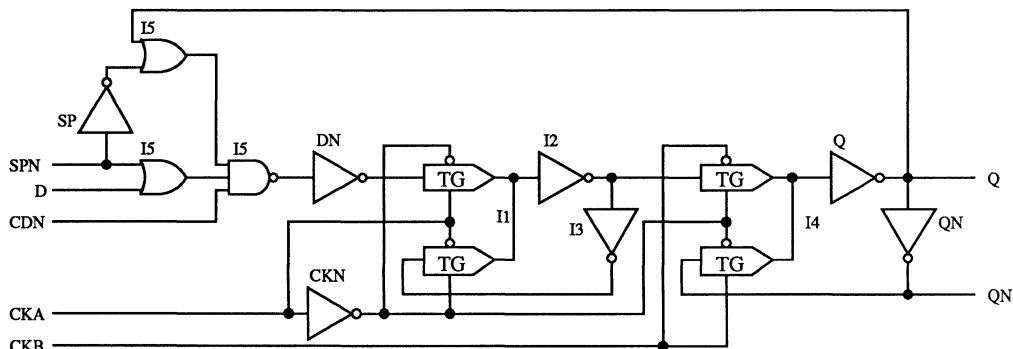 I5
SP
I5
I5
DN
I2
Q
SPN
D
CDN
TG
TG
Q
I1
I3
I4
QN
TG
TG
CKN
QN
CKA
CKB